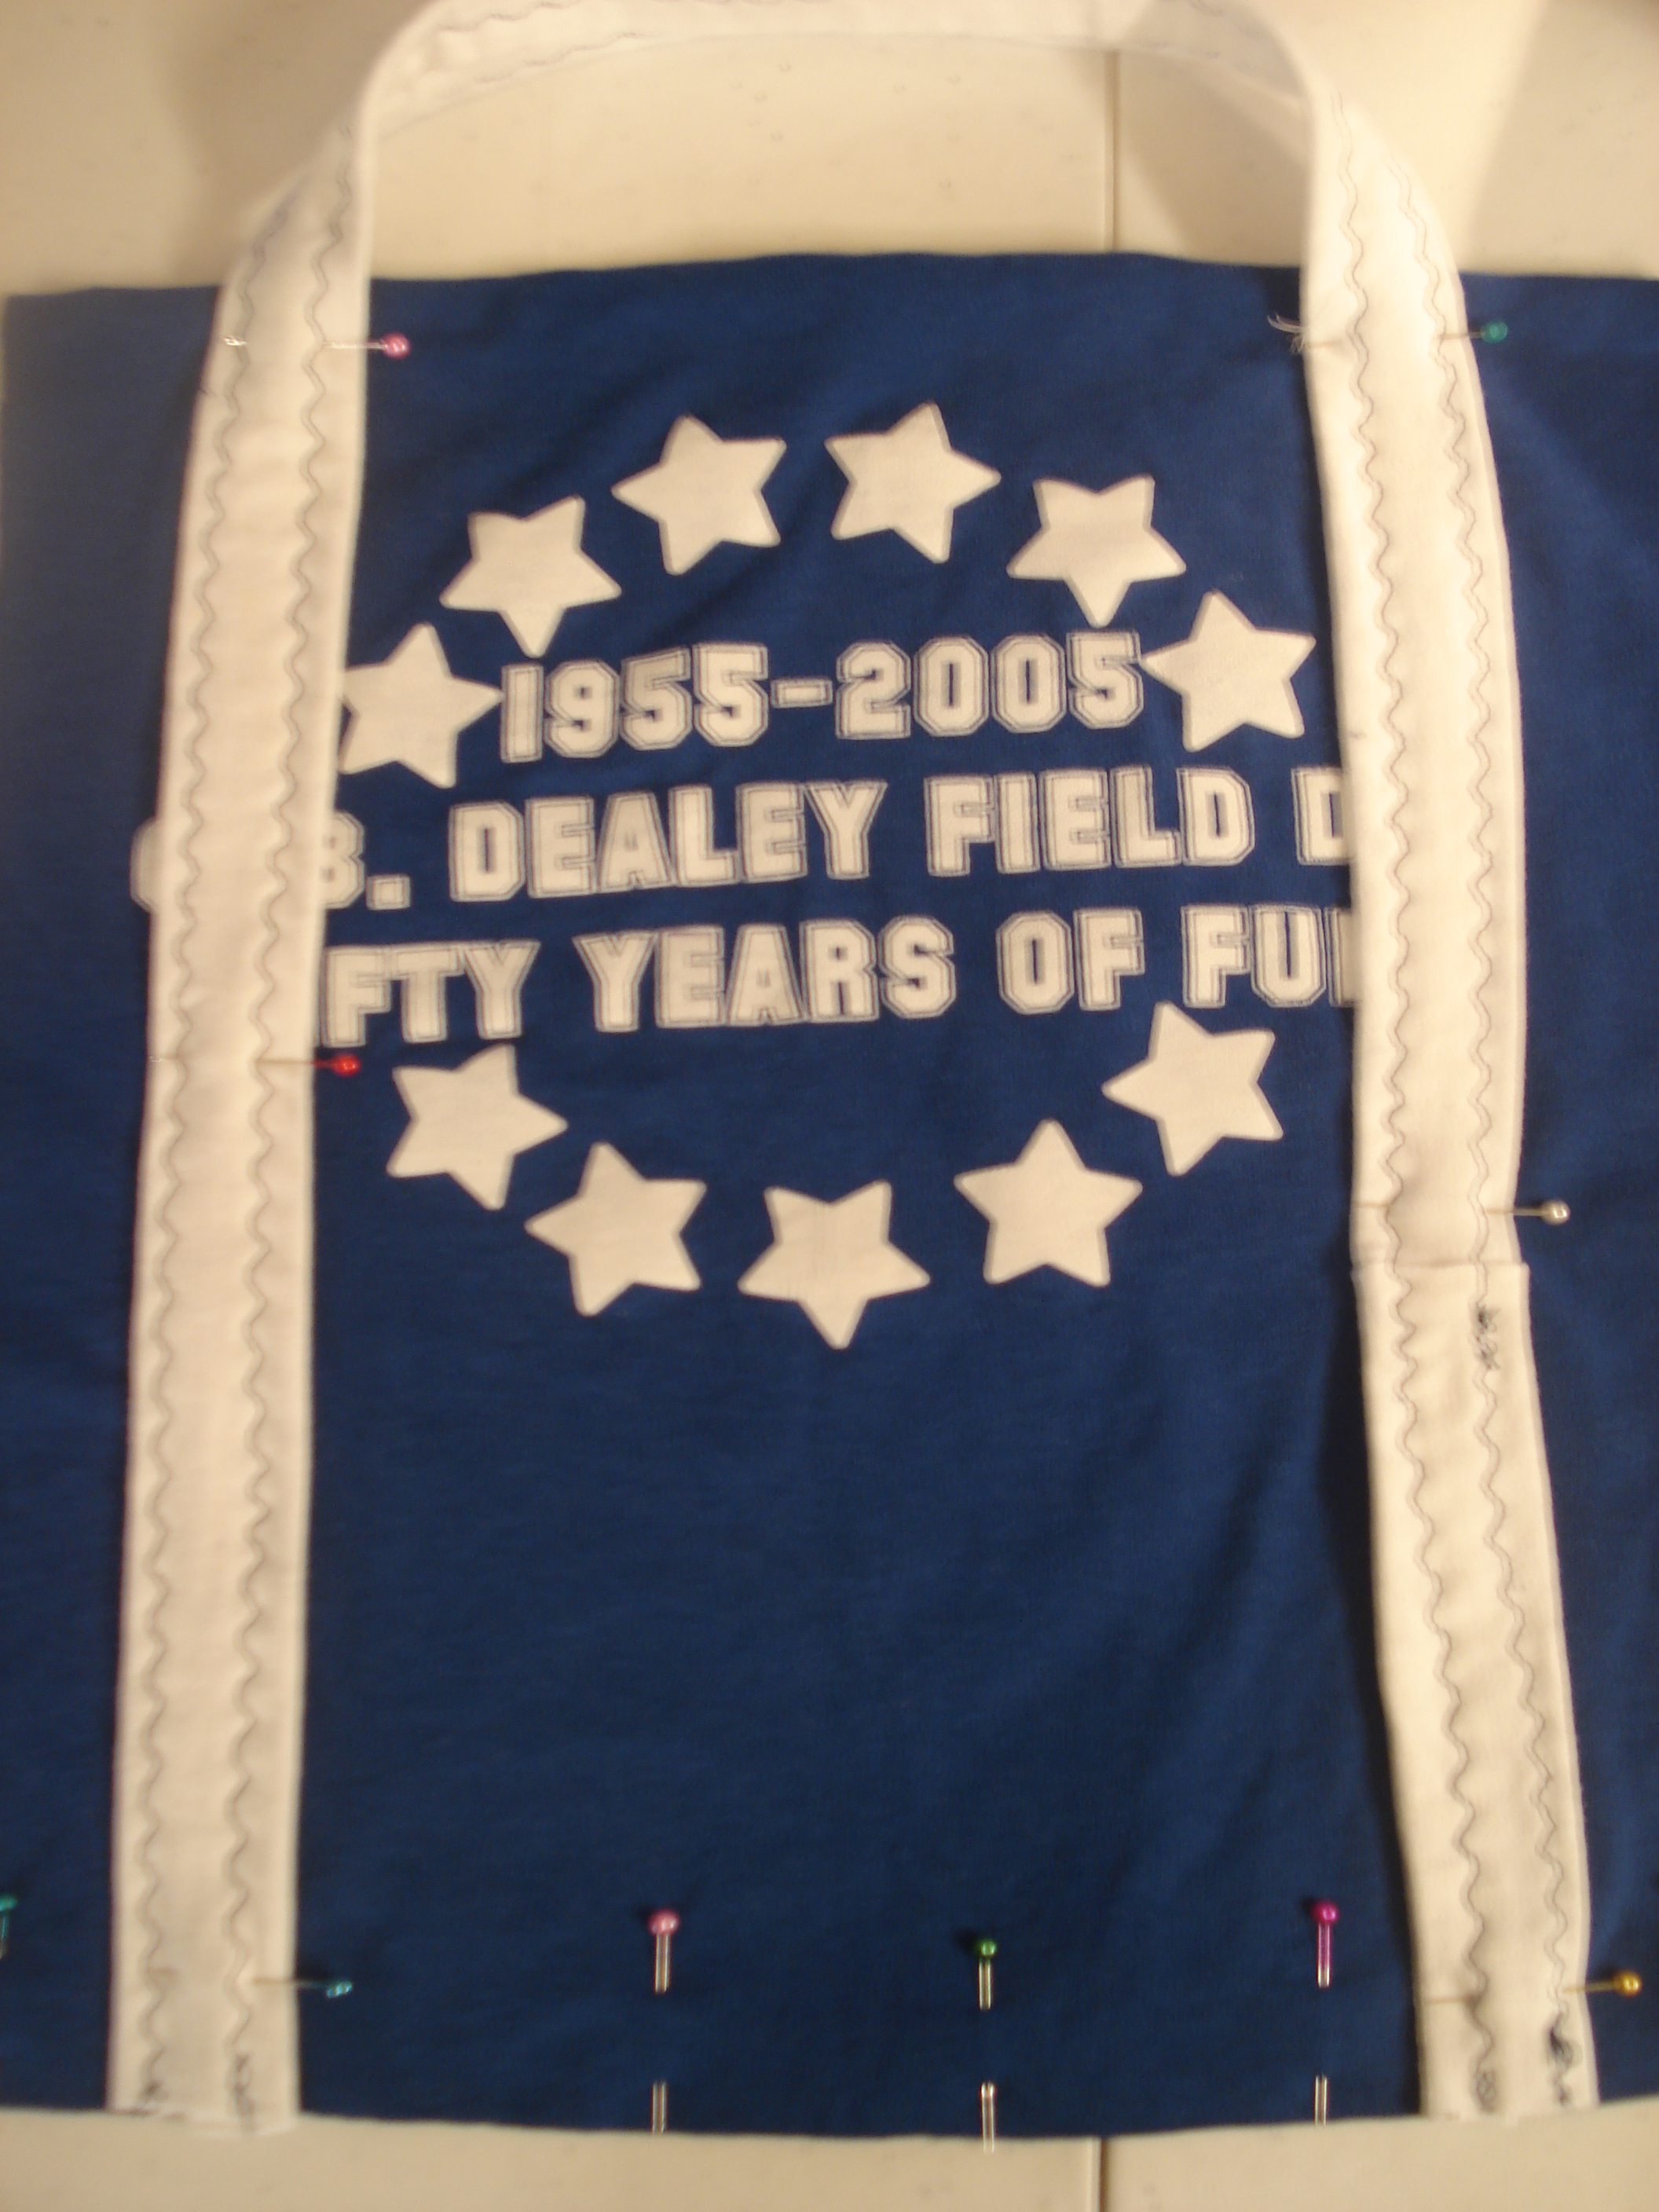 1955-2005
B. DEALEY FIELD D
FTY YEARS OF FU